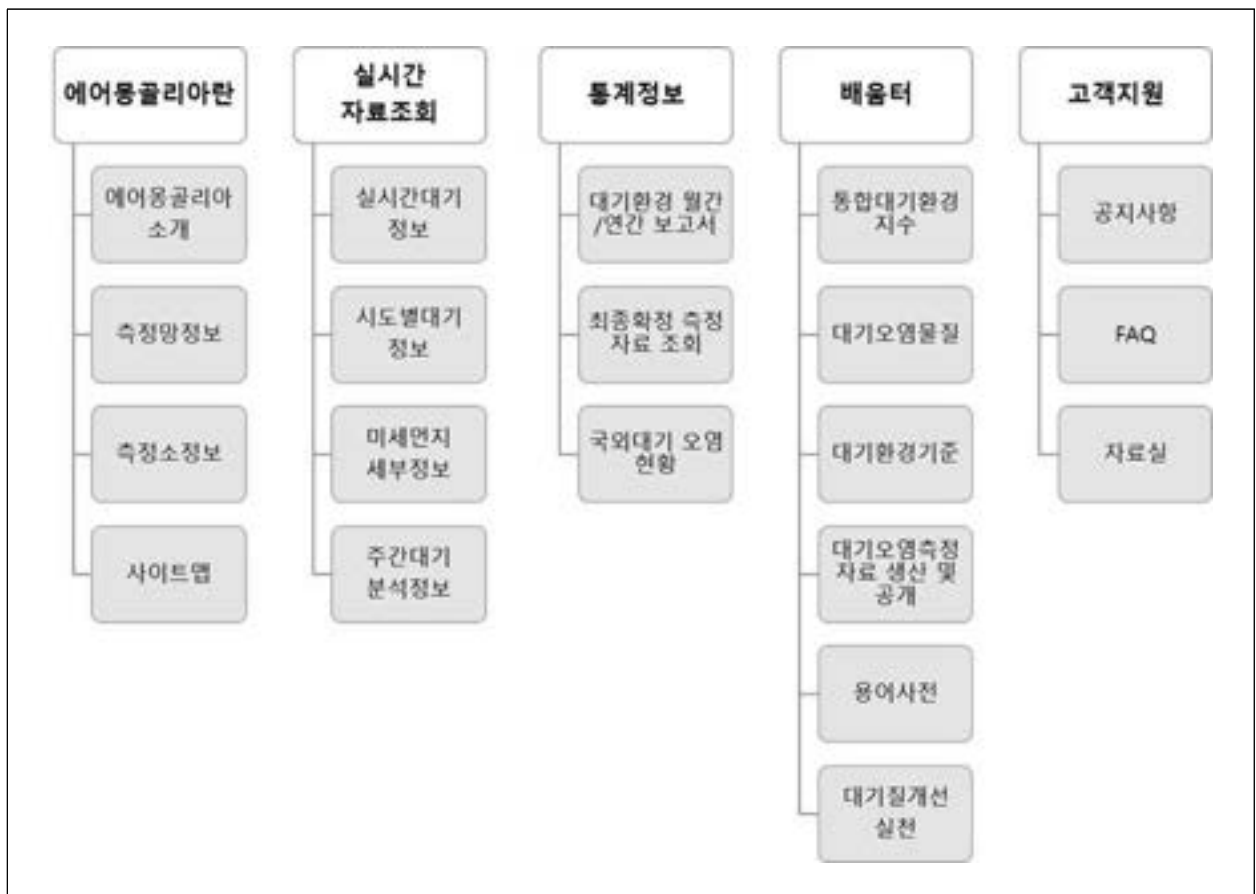 에어몽골리아란
에어몽골리아
소개
측정망정보
측정소정보
사이트맵
실시간
자료조회
실시간대기
정보
시도별대기
정보
미세먼지
세부정보
주간대기
분석정보
통계정보
대기환경 월간
/연간 보고서
최종확정 측정
자료 조회
국외대기 오염
현황
배움터
통합대기환경
지수
대기오염물질
대기환경기준
대기오염측정
자료 생산 및
공개
용어사전
대기질개선
실천
고객지원
공지사항
FAQ
자료실